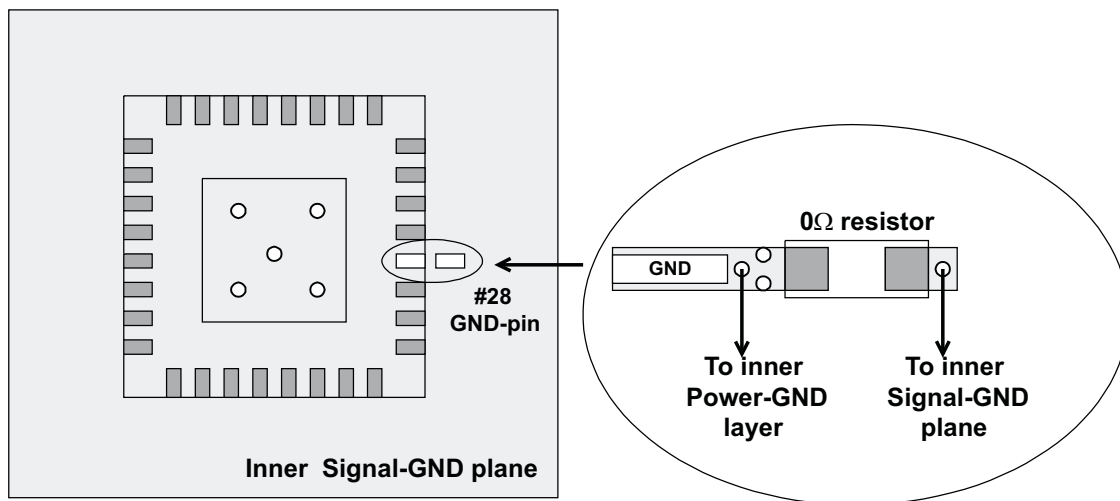 #28
GND-pin
Inner Signal-GND plane
0Ω resistor
GND
To inner
Power-GND
layer
To inner
Signal-GND
plane